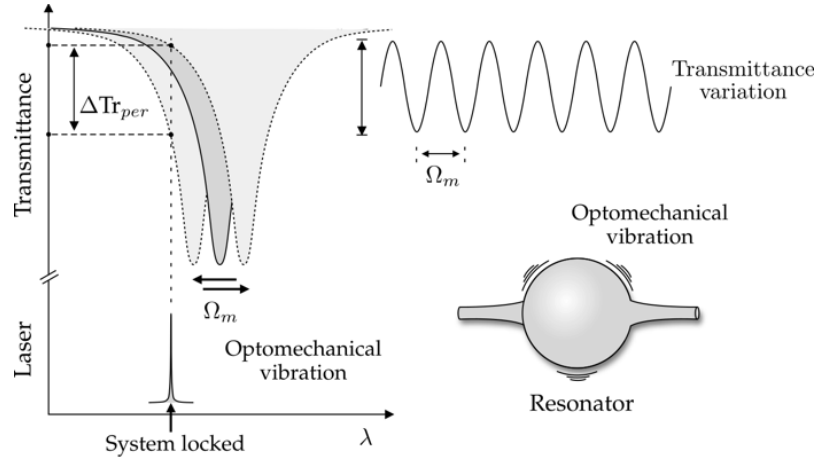 Transmittance
ΔTr_per
Transmittance
variation
Ω_m
Optomechanical
vibration
Ω_m
Laser
Optomechanical
vibration
Resonator
System locked
λ